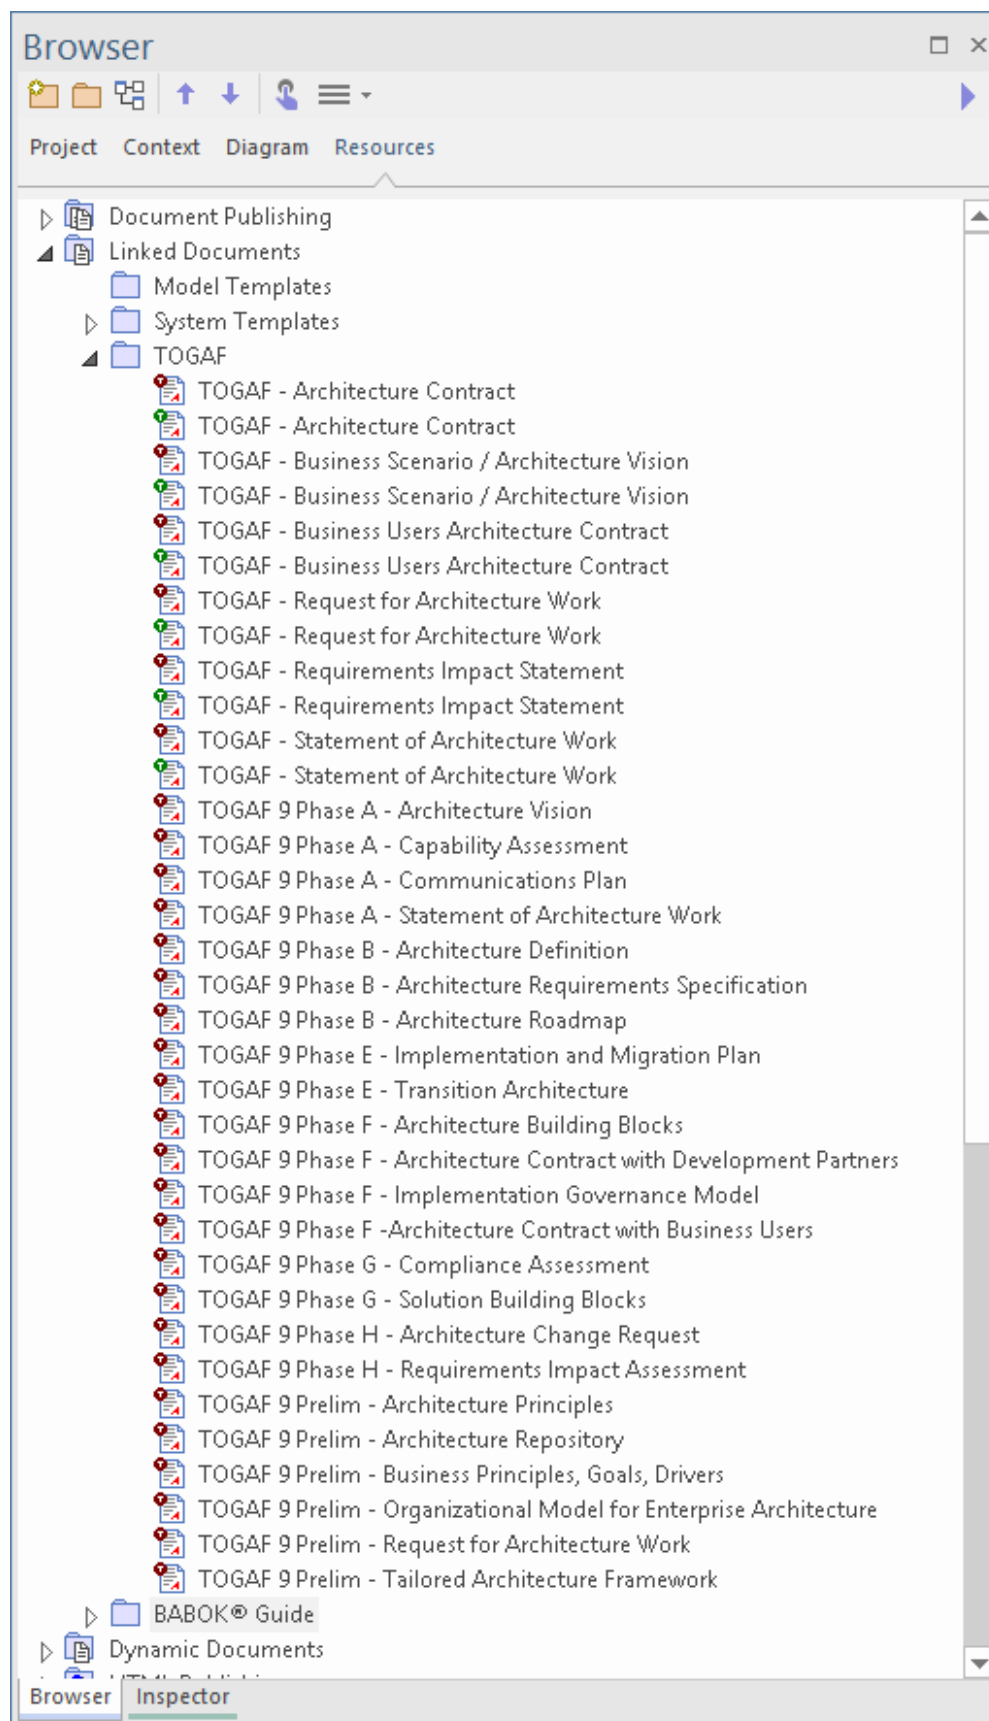 Browser
Project Context Diagram Resources
Document Publishing
Linked Documents
Model Templates
System Templates
TOGAF
TOGAF - Architecture Contract
TOGAF - Architecture Contract
TOGAF - Business Scenario / Architecture Vision
TOGAF - Business Scenario / Architecture Vision
TOGAF - Business Users Architecture Contract
TOGAF - Business Users Architecture Contract
TOGAF - Request for Architecture Work
TOGAF - Request for Architecture Work
TOGAF - Requirements Impact Statement
TOGAF - Requirements Impact Statement
TOGAF - Statement of Architecture Work
TOGAF - Statement of Architecture Work
TOGAF 9 Phase A - Architecture Vision
TOGAF 9 Phase A - Capability Assessment
TOGAF 9 Phase A - Communications Plan
TOGAF 9 Phase A - Statement of Architecture Work
TOGAF 9 Phase B - Architecture Definition
TOGAF 9 Phase B - Architecture Requirements Specification
TOGAF 9 Phase B - Architecture Roadmap
TOGAF 9 Phase E - Implementation and Migration Plan
TOGAF 9 Phase E - Transition Architecture
TOGAF 9 Phase F - Architecture Building Blocks
TOGAF 9 Phase F - Architecture Contract with Development Partners
TOGAF 9 Phase F - Implementation Governance Model
TOGAF 9 Phase F -Architecture Contract with Business Users
TOGAF 9 Phase G - Compliance Assessment
TOGAF 9 Phase G - Solution Building Blocks
TOGAF 9 Phase H - Architecture Change Request
TOGAF 9 Phase H - Requirements Impact Assessment
TOGAF 9 Prelim - Architecture Principles
TOGAF 9 Prelim - Architecture Repository
TOGAF 9 Prelim - Business Principles, Goals, Drivers
TOGAF 9 Prelim - Organizational Model for Enterprise Architecture
TOGAF 9 Prelim - Request for Architecture Work
TOGAF 9 Prelim - Tailored Architecture Framework
BABOK® Guide
Dynamic Documents
Browser Inspector